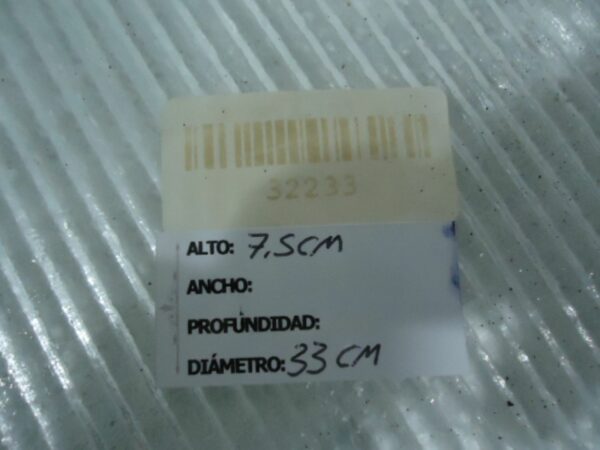 32233
ALTO: 7.5CM
ANCHO:
PROFUNDIDAD:
DIÁMETRO: 33 CM